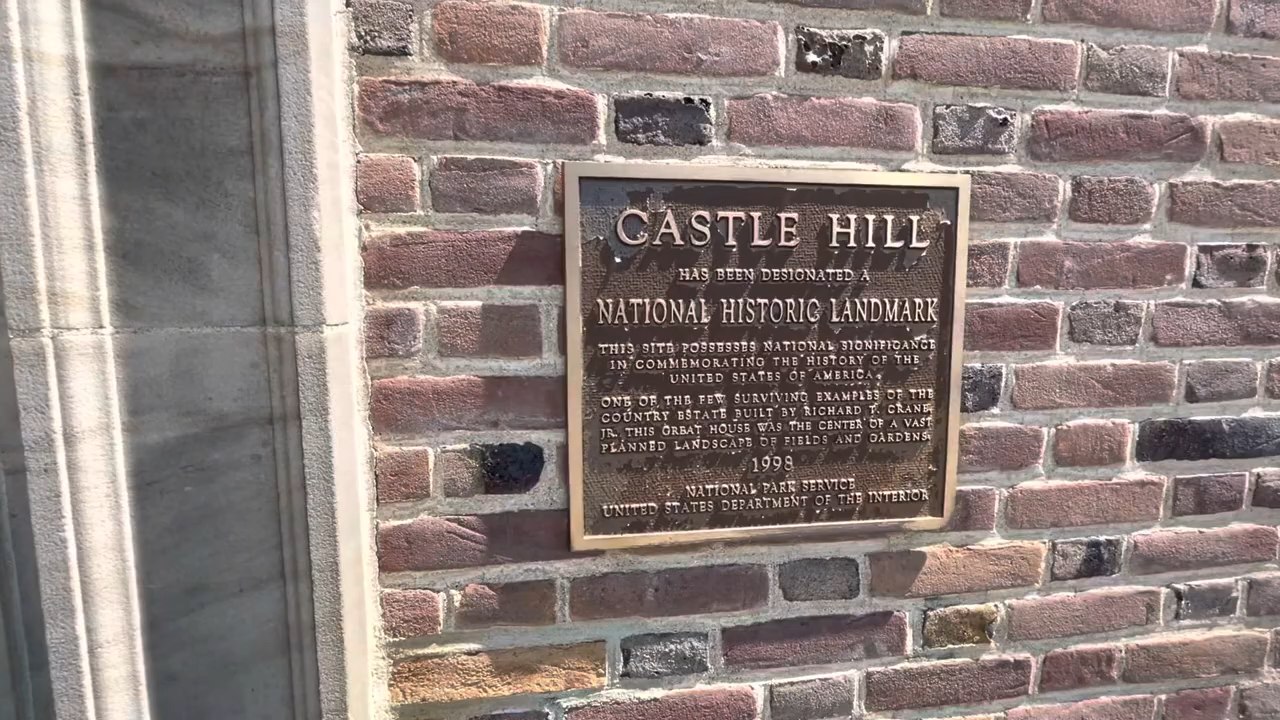 CASTLE HILL
HAS BEEN DESIGNATED A
NATIONAL HISTORIC LANDMARK
THIS SITE POSSESSES NATIONAL SIGNIFICANCE
IN COMMEMORATING THE HISTORY OF THE
UNITED STATES OF AMERICA.
ONE OF THE FEW SURVIVING EXAMPLES OF THE
COUNTRY ESTATE BUILT BY RICHARD T. CRANE,
JR. THIS GREAT HOUSE WAS THE CENTER OF A VAST
PLANNED LANDSCAPE OF FIELDS AND GARDENS.
1998
NATIONAL PARK SERVICE
UNITED STATES DEPARTMENT OF THE INTERIOR